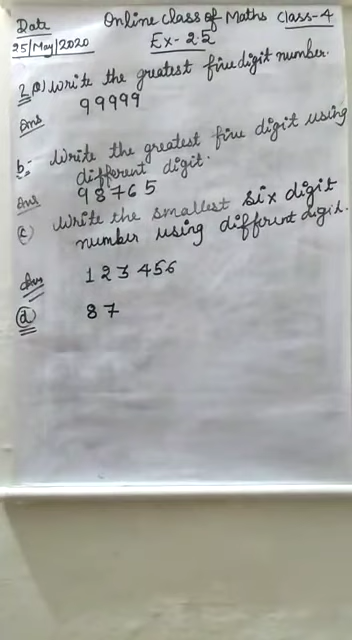 Date Online class of Maths Class-4
25/May/2020 Ex-2.5
2.(a) Write the greatest five digit number.
Ans 99999
b:- Write the greatest five digit using
different digit.
Ans 98765
(c) Write the smallest six digit
number using different digit.
Ans 123456
(d) 87